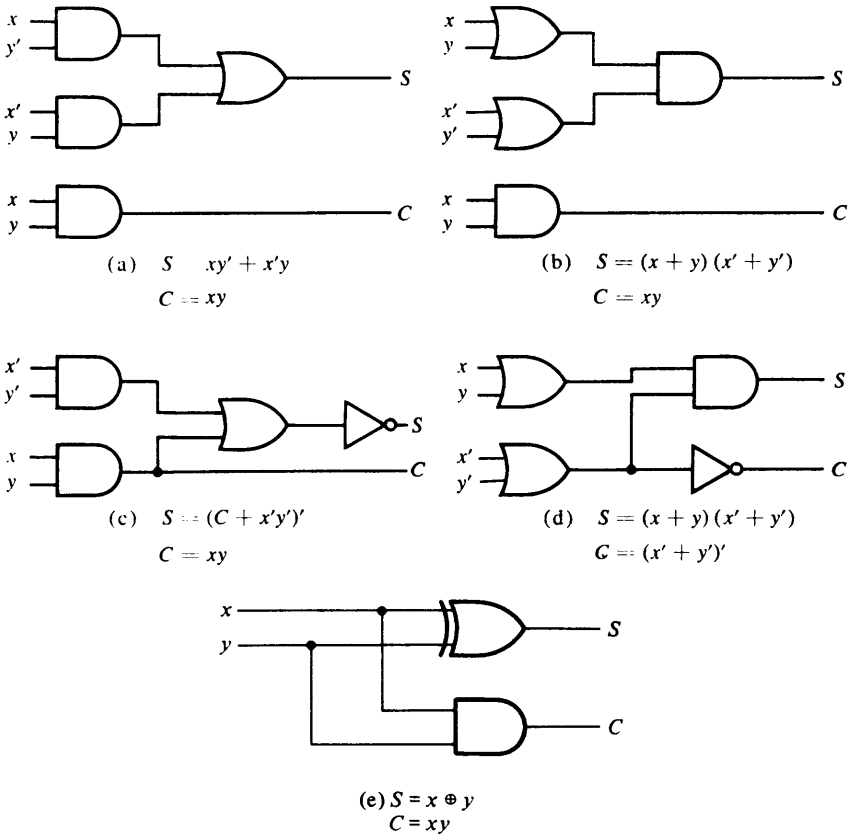 x
y′
S
x′
y
x
y
C
(a) S xy′ + x′y
C = xy
x
y
S
x′
y′
x
y
C
(b) S = (x + y) (x′ + y′)
C = xy
x′
y′
S
x
y
C
(c) S = (C + x′y′)′
C = xy
x
y
S
x′
y′
C
(d) S = (x + y) (x′ + y′)
C = (x′ + y′)′
x
y
S
C
(e) S = x ⊕ y
C = xy